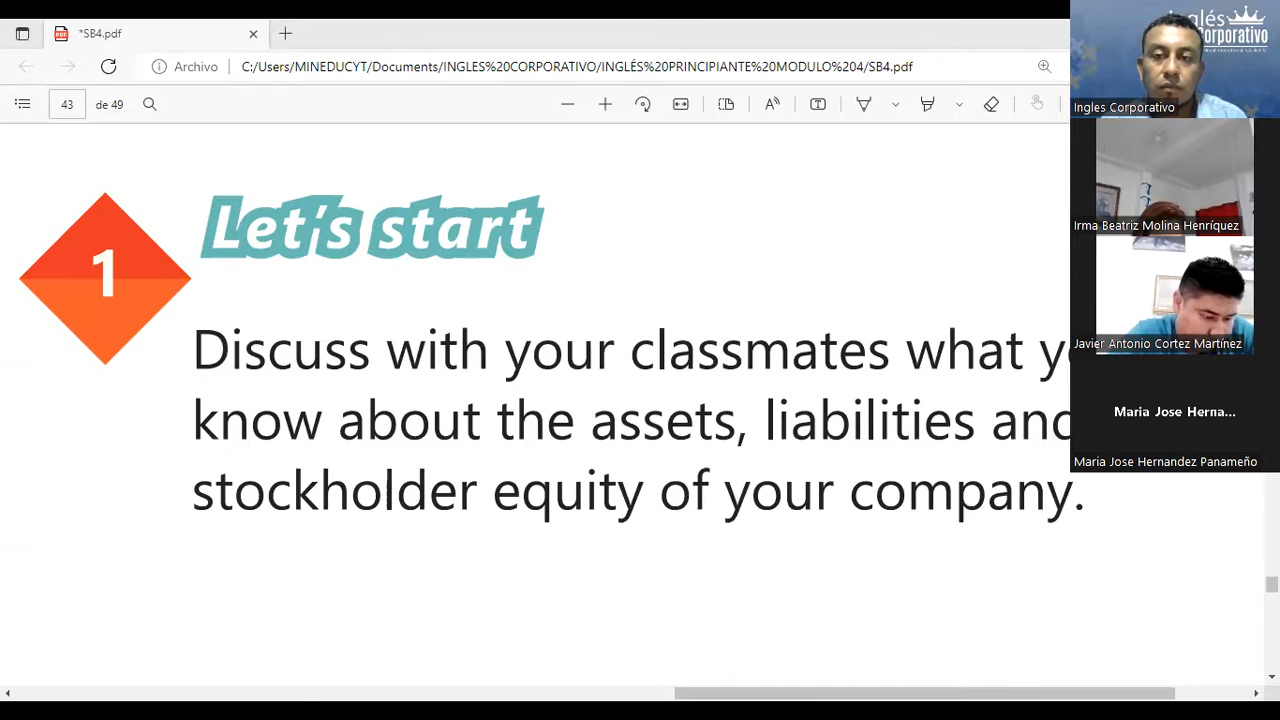 *SB4.pdf
Archivo
C:/Users/MINEDUCYT/Documents/INGLES%20CORPORATIVO/INGLÉS%20PRINCIPIANTE%20MODULO%204/SB4.pdf
43 de 49
1
Let's start
Discuss with your classmates what
know about the assets, liabilities and
stockholder equity of your company.
inglés
Corporativo
Ingles Corporativo
Irma Beatriz Molina Henríquez
Javier Antonio Cortez Martínez
Maria Jose Herna...
Maria Jose Hernandez Panameño